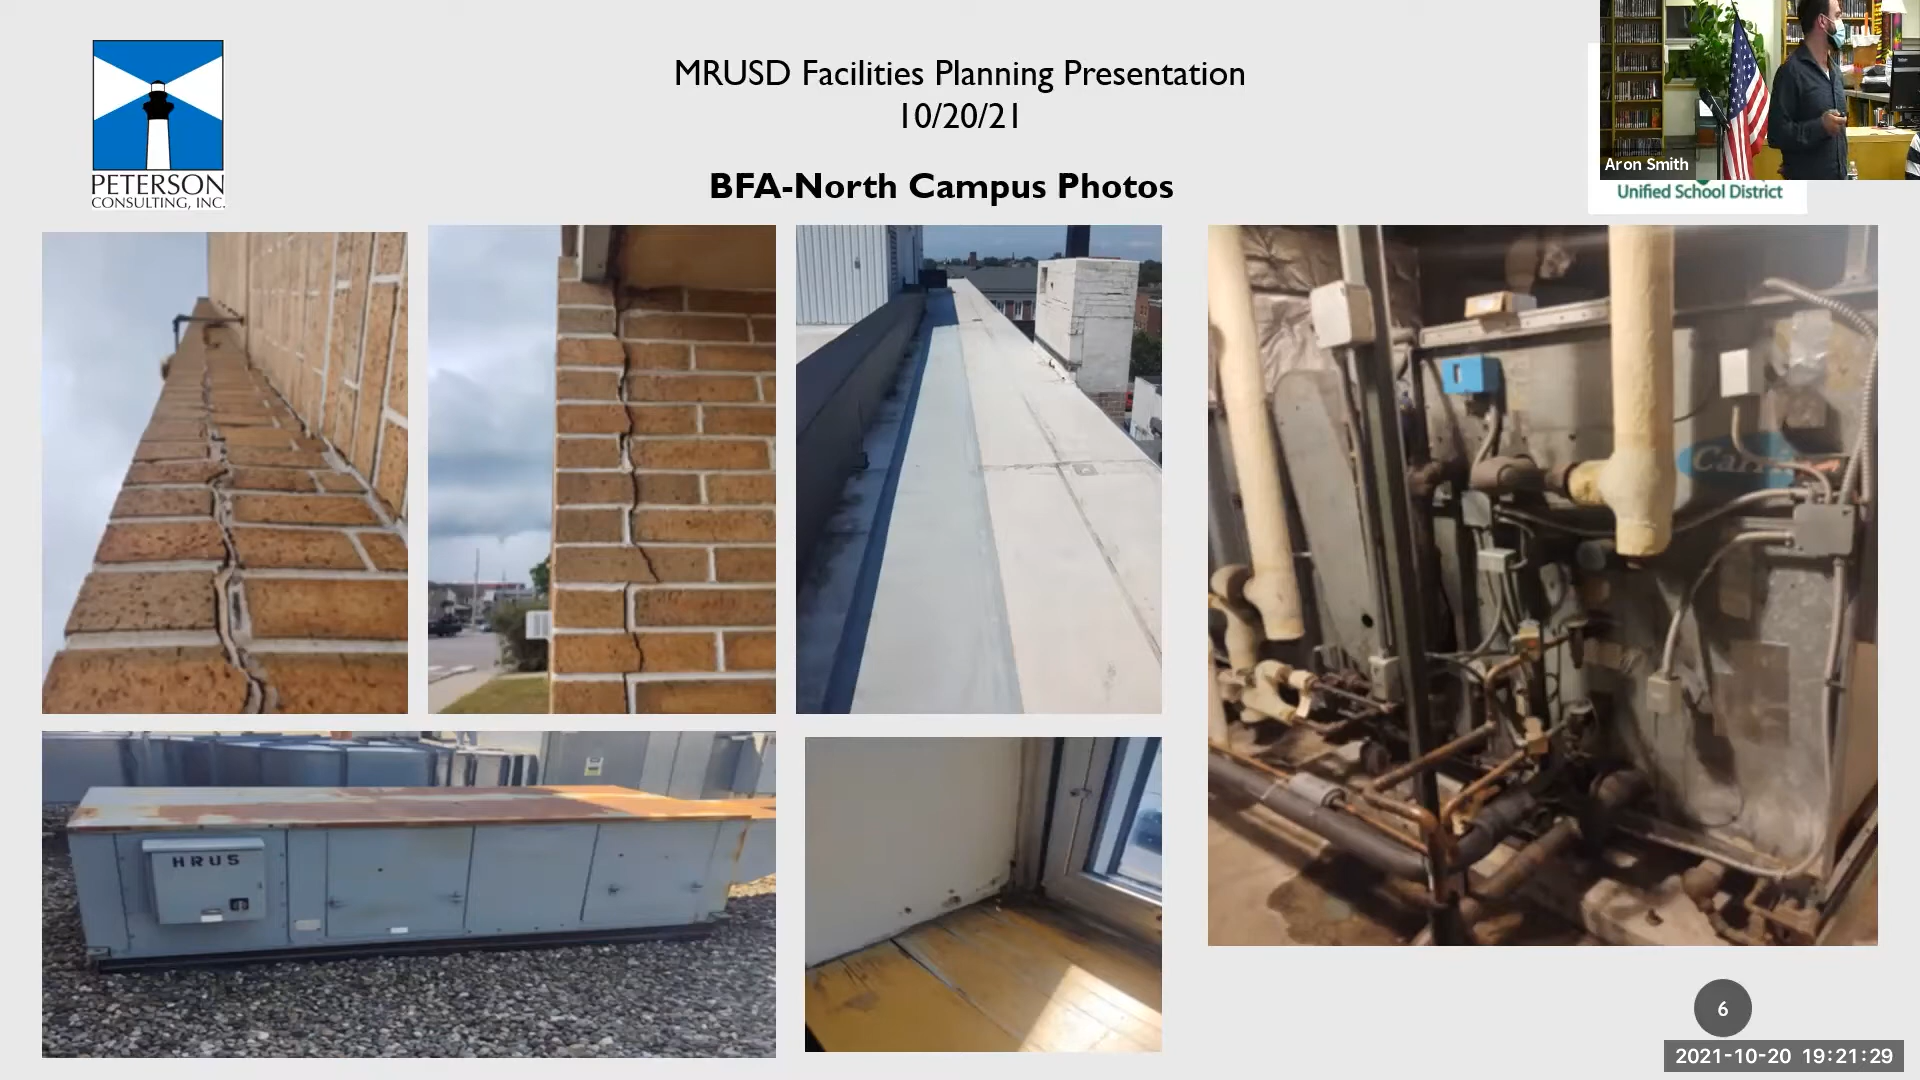 MRUSD Facilities Planning Presentation
10/20/21
PETERSON
CONSULTING, INC.
BFA-North Campus Photos
Aron Smith
Unified School District
HRU5
6
2021-10-20 19:21:29